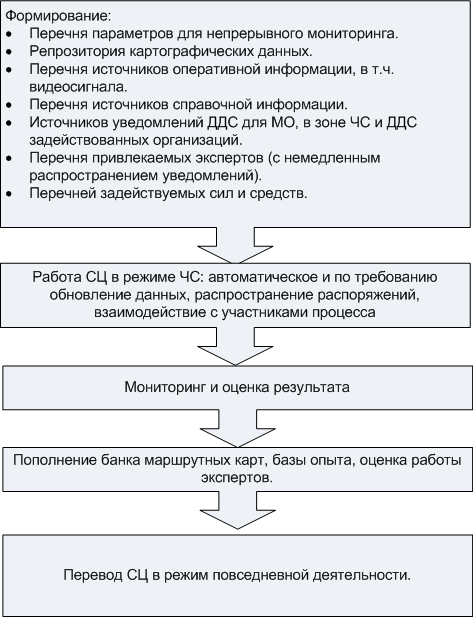 Формирование:
• Перечня параметров для непрерывного мониторинга.
• Репозитория картографических данных.
• Перечня источников оперативной информации, в т.ч.
видеосигнала.
• Перечня источников справочной информации.
• Источников уведомлений ДДС для МО, в зоне ЧС и ДДС
задействованных организаций.
• Перечня привлекаемых экспертов (с немедленным
распространением уведомлений).
• Перечней задействуемых сил и средств.
Работа СЦ в режиме ЧС: автоматическое и по требованию
обновление данных, распространение распоряжений,
взаимодействие с участниками процесса
Мониторинг и оценка результата
Пополнение банка маршрутных карт, базы опыта, оценка работы
экспертов.
Перевод СЦ в режим повседневной деятельности.